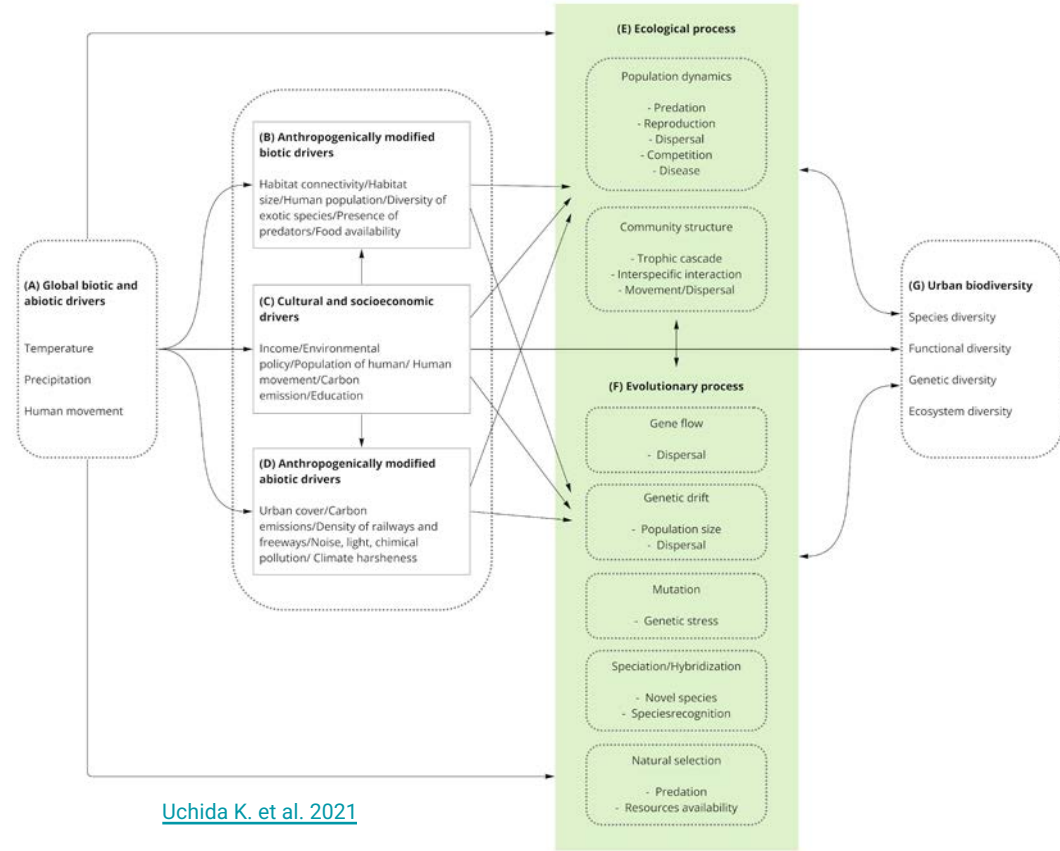 (A) Global biotic and
abiotic drivers
Temperature
Precipitation
Human movement
(B) Anthropogenically modified
biotic drivers
Habitat connectivity/Habitat
size/Human population/Diversity of
exotic species/Presence of
predators/Food availability
(C) Cultural and socioeconomic
drivers
Income/Environmental
policy/Population of human/ Human
movement/Carbon
emission/Education
(D) Anthropogenically modified
abiotic drivers
Urban cover/Carbon
emissions/Density of railways and
freeways/Noise, light, chimical
pollution/ Climate harsheness
(E) Ecological process
Population dynamics
- Predation
- Reproduction
- Dispersal
- Competition
- Disease
Community structure
- Trophic cascade
- Interspecific interaction
- Movement/Dispersal
(F) Evolutionary process
Gene flow
- Dispersal
Genetic drift
- Population size
- Dispersal
Mutation
- Genetic stress
Speciation/Hybridization
- Novel species
- Speciesrecognition
Natural selection
- Predation
- Resources availability
(G) Urban biodiversity
Species diversity
Functional diversity
Genetic diversity
Ecosystem diversity
Uchida K. et al. 2021